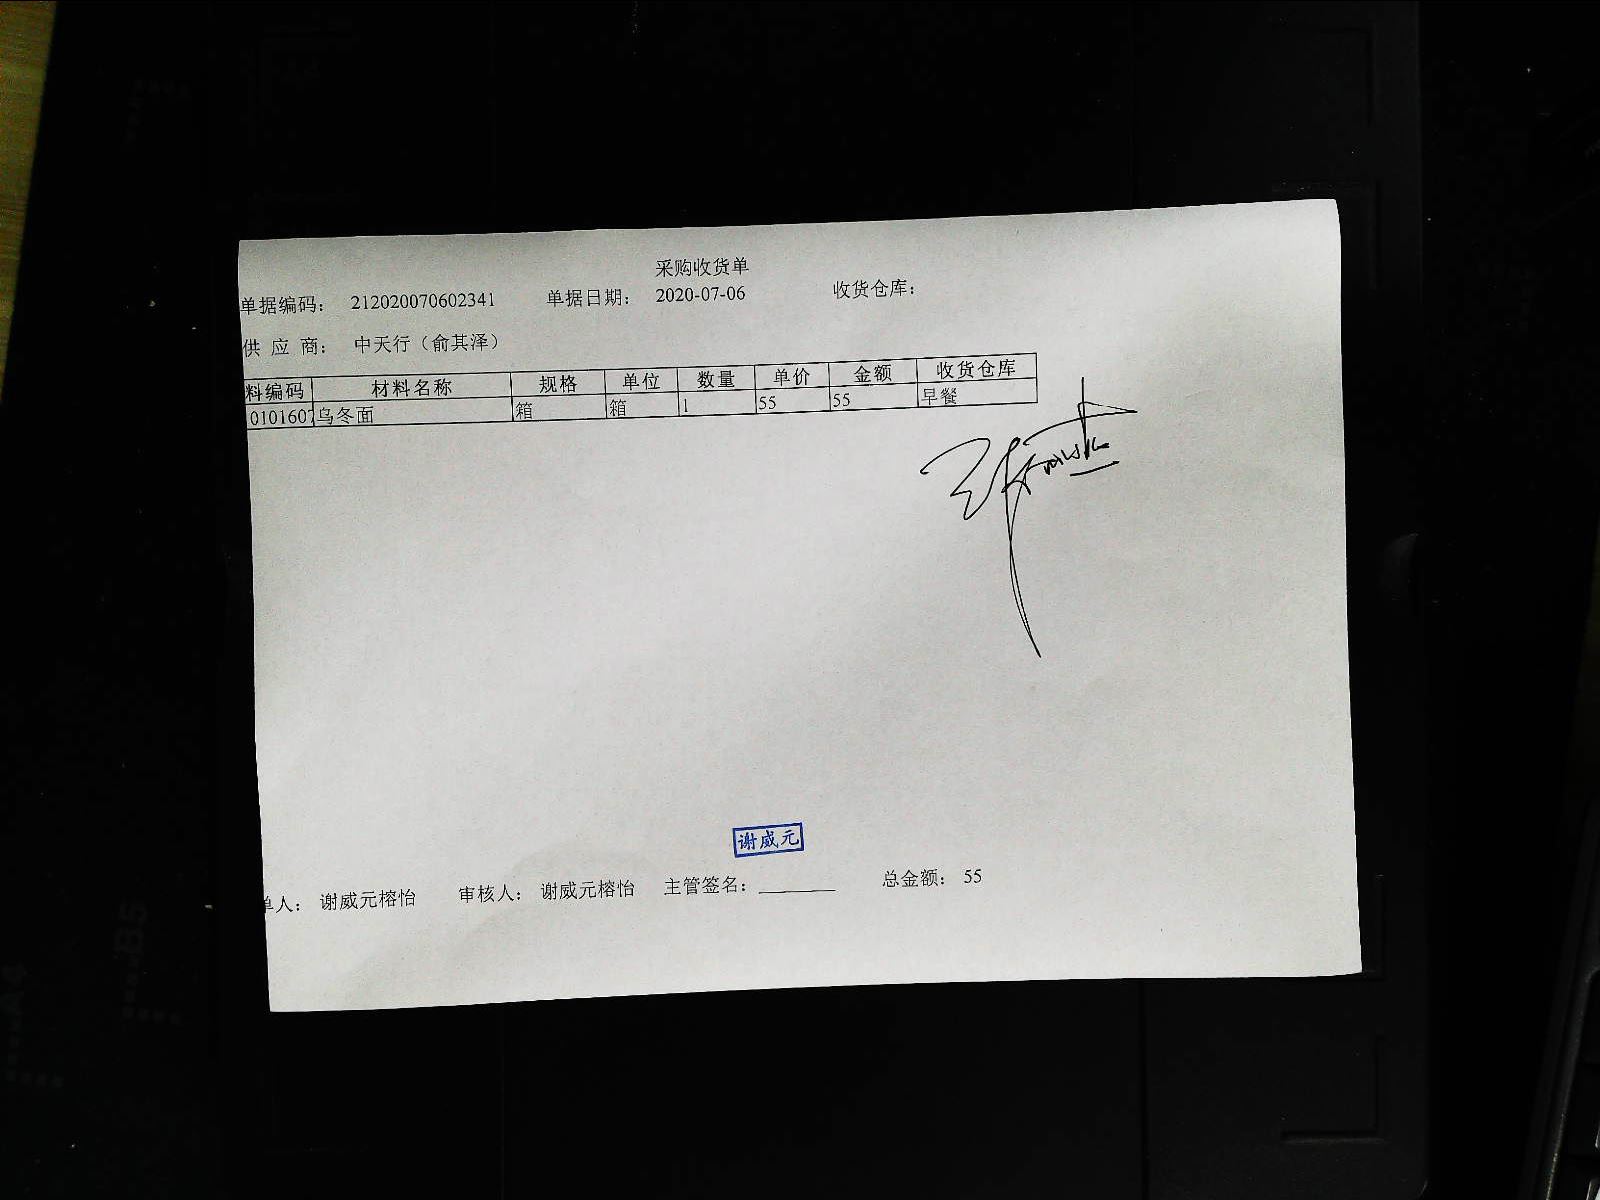 采购收货单
单据编码： 212020070602341 单据日期： 2020-07-06 收货仓库：
供 应 商： 中天行（俞其泽）
料编码 材料名称 规格 单位 数量 单价 金额 收货仓库
0101607 乌冬面 箱 箱 1 55 55 早餐
谢威元
单人： 谢威元榕怡 审核人： 谢威元榕怡 主管签名： 总金额： 55
B5
A4